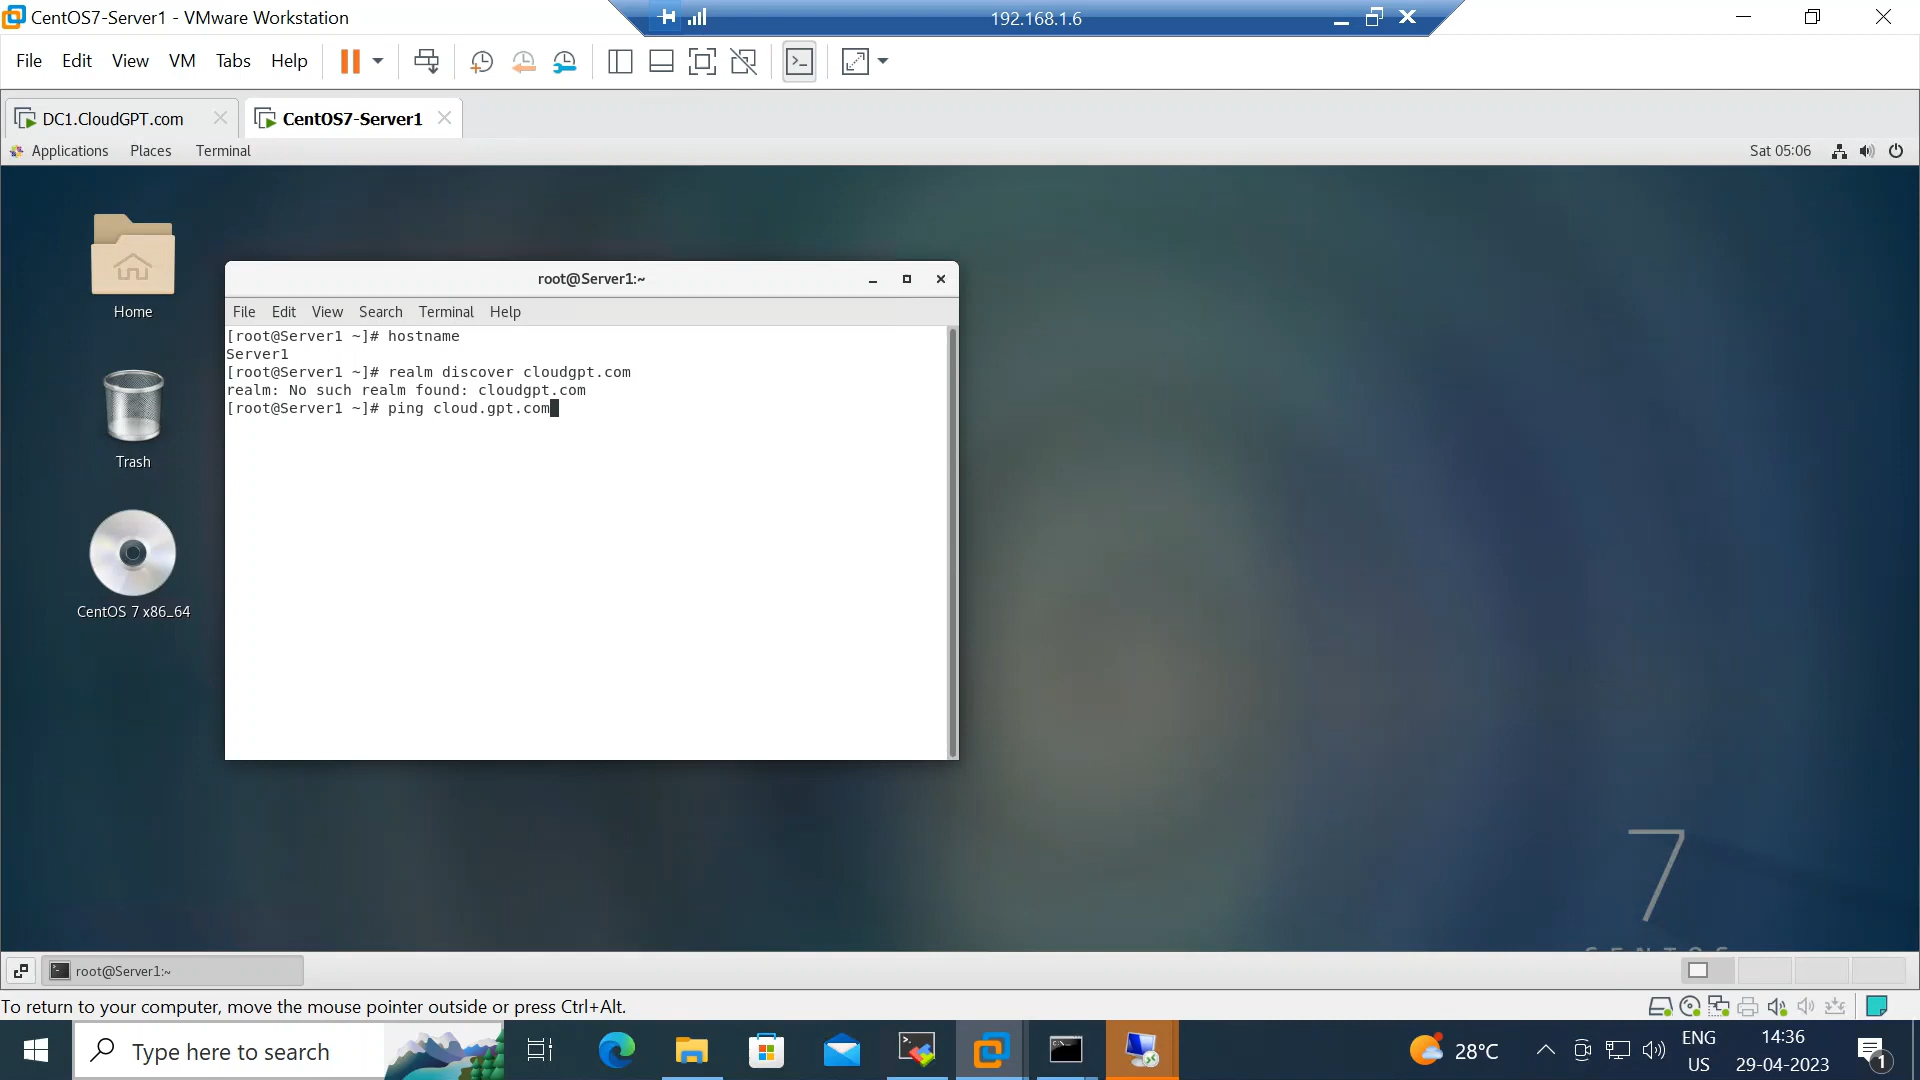 CentOS7-Server1 - VMware Workstation
192.168.1.6
File Edit View VM Tabs Help
DC1.CloudGPT.com
CentOS7-Server1
Applications Places Terminal
Sat 05:06
Home
Trash
CentOS 7 x86_64
root@Server1:~
File Edit View Search Terminal Help
[root@Server1 ~]# hostname
Server1
[root@Server1 ~]# realm discover cloudgpt.com
realm: No such realm found: cloudgpt.com
[root@Server1 ~]# ping cloud.gpt.com
7
CENTOS
root@Server1:~
To return to your computer, move the mouse pointer outside or press Ctrl+Alt.
Type here to search
28°C
ENG
US
14:36
29-04-2023
1